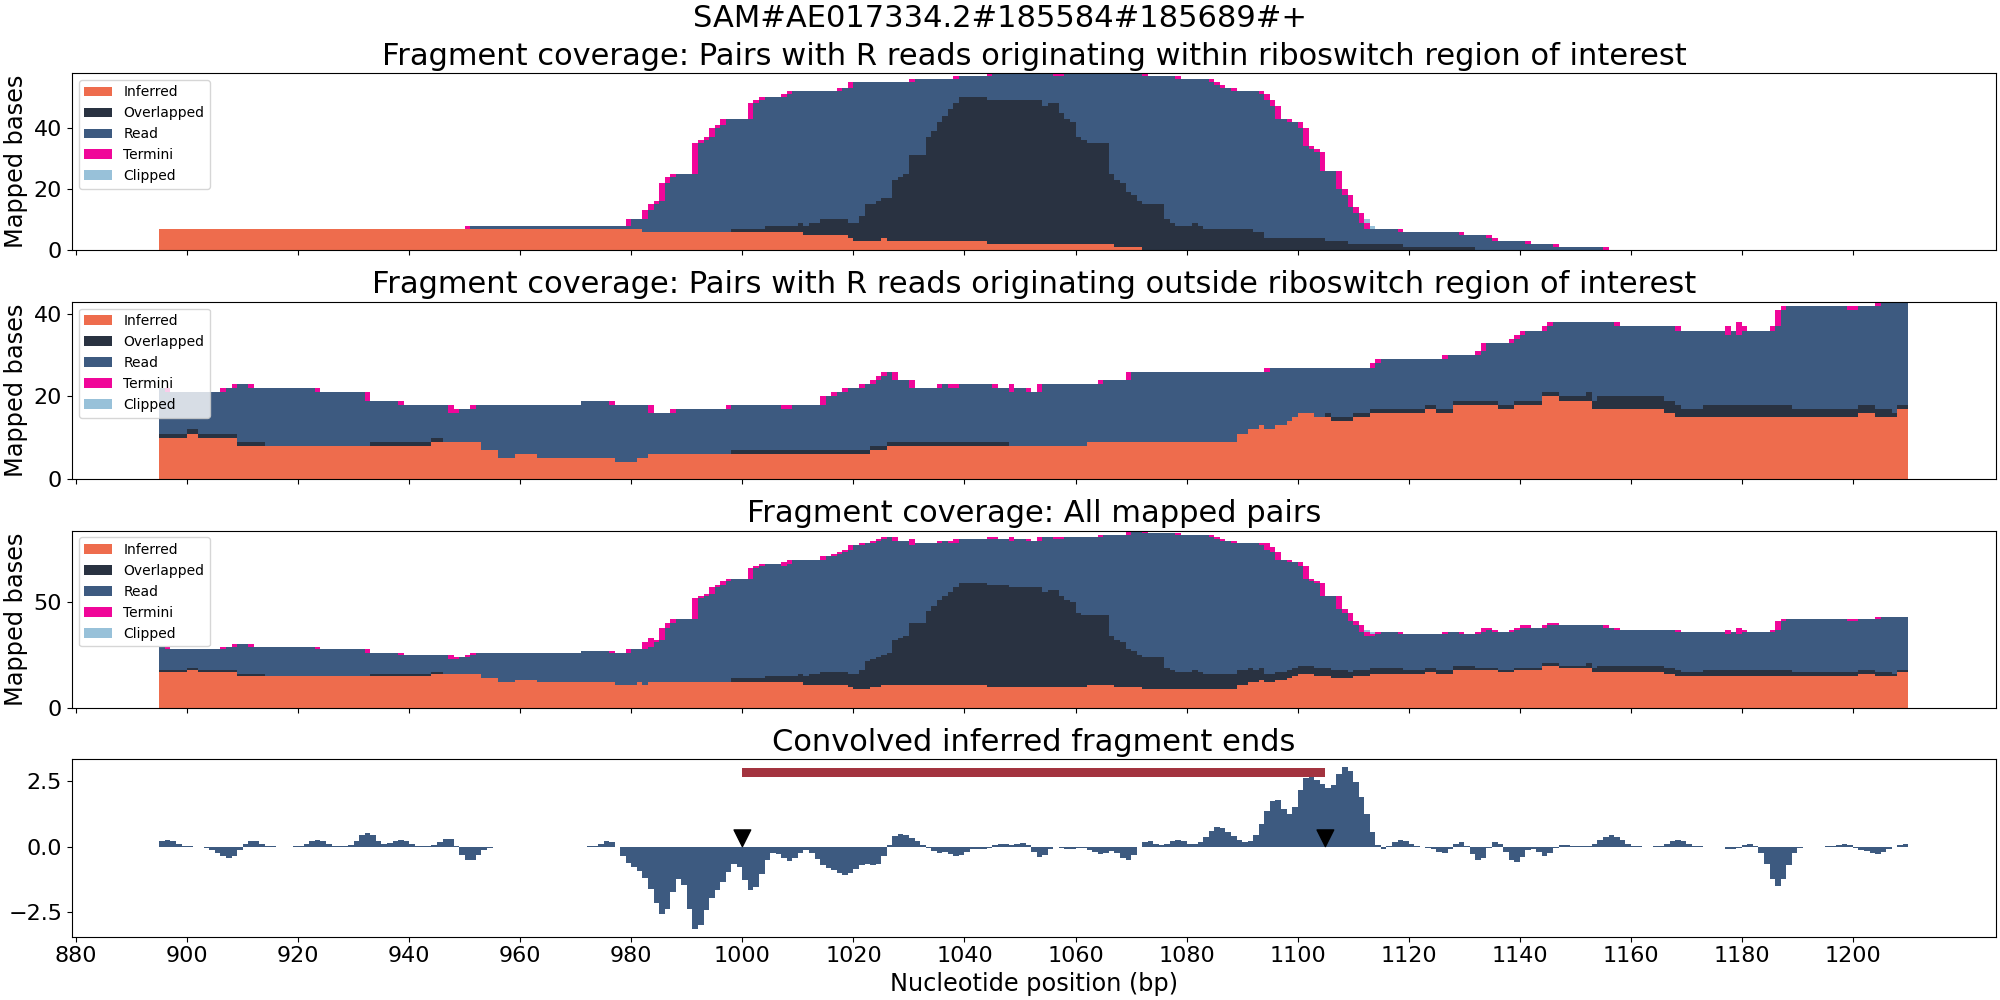 SAM#AE017334.2#185584#185689#+
Fragment coverage: Pairs with R reads originating within riboswitch region of interest
Mapped bases
40
20
0
Inferred
Overlapped
Read
Termini
Clipped
Fragment coverage: Pairs with R reads originating outside riboswitch region of interest
Mapped bases
40
20
0
Inferred
Overlapped
Read
Termini
Clipped
Fragment coverage: All mapped pairs
Mapped bases
50
0
Inferred
Overlapped
Read
Termini
Clipped
Convolved inferred fragment ends
2.5
0.0
−2.5
880 900 920 940 960 980 1000 1020 1040 1060 1080 1100 1120 1140 1160 1180 1200
Nucleotide position (bp)